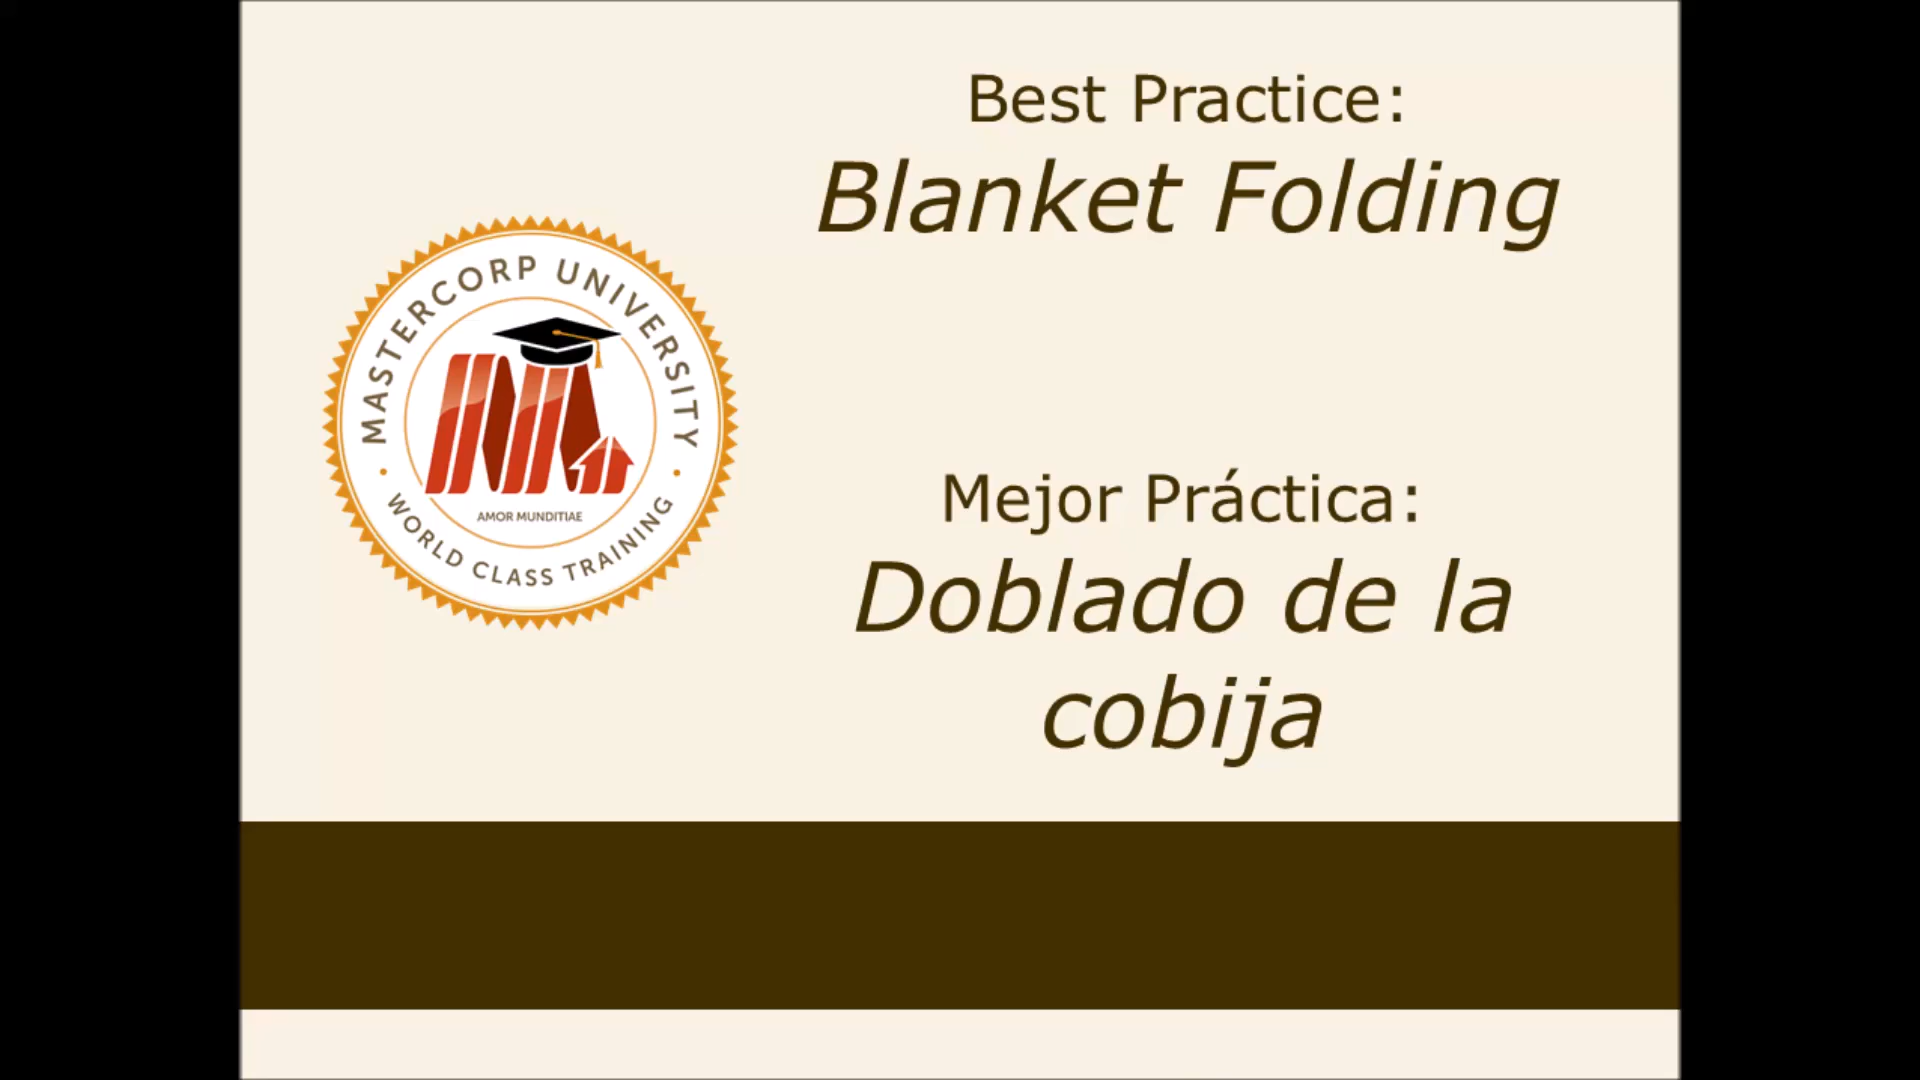 Best Practice:
Blanket Folding
MASTERCORP UNIVERSITY
AMOR MUNDITIAE
WORLD CLASS TRAINING
Mejor Práctica:
Doblado de la
cobija